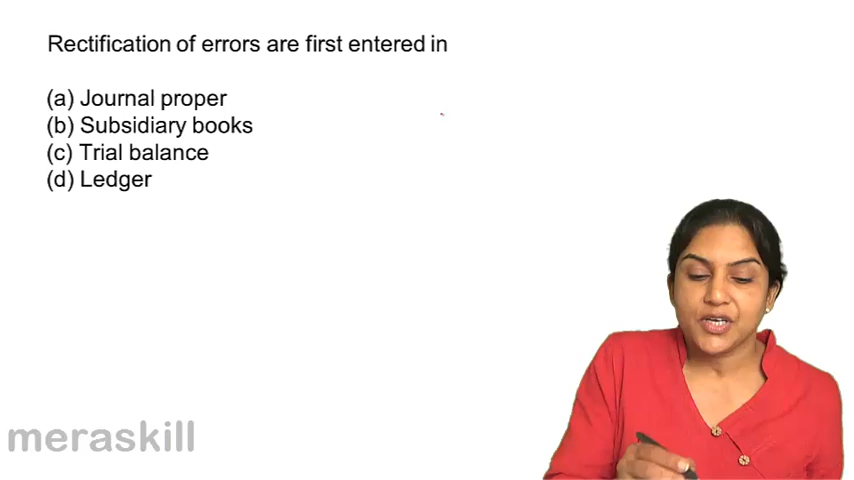 Rectification of errors are first entered in
(a) Journal proper
(b) Subsidiary books
(c) Trial balance
(d) Ledger
meraskill